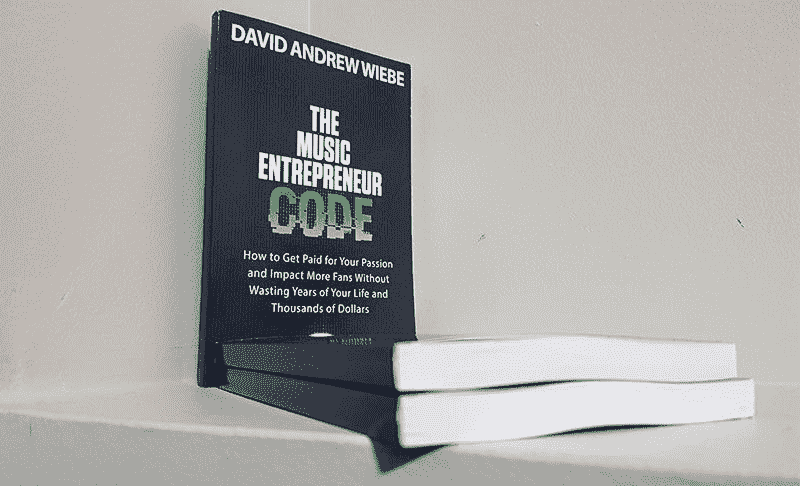 DAVID ANDREW WIEBE
THE
MUSIC
ENTREPRENEUR
CODE
How to Get Paid for Your Passion
and Impact More Fans Without
Wasting Years of Your Life and
Thousands of Dollars